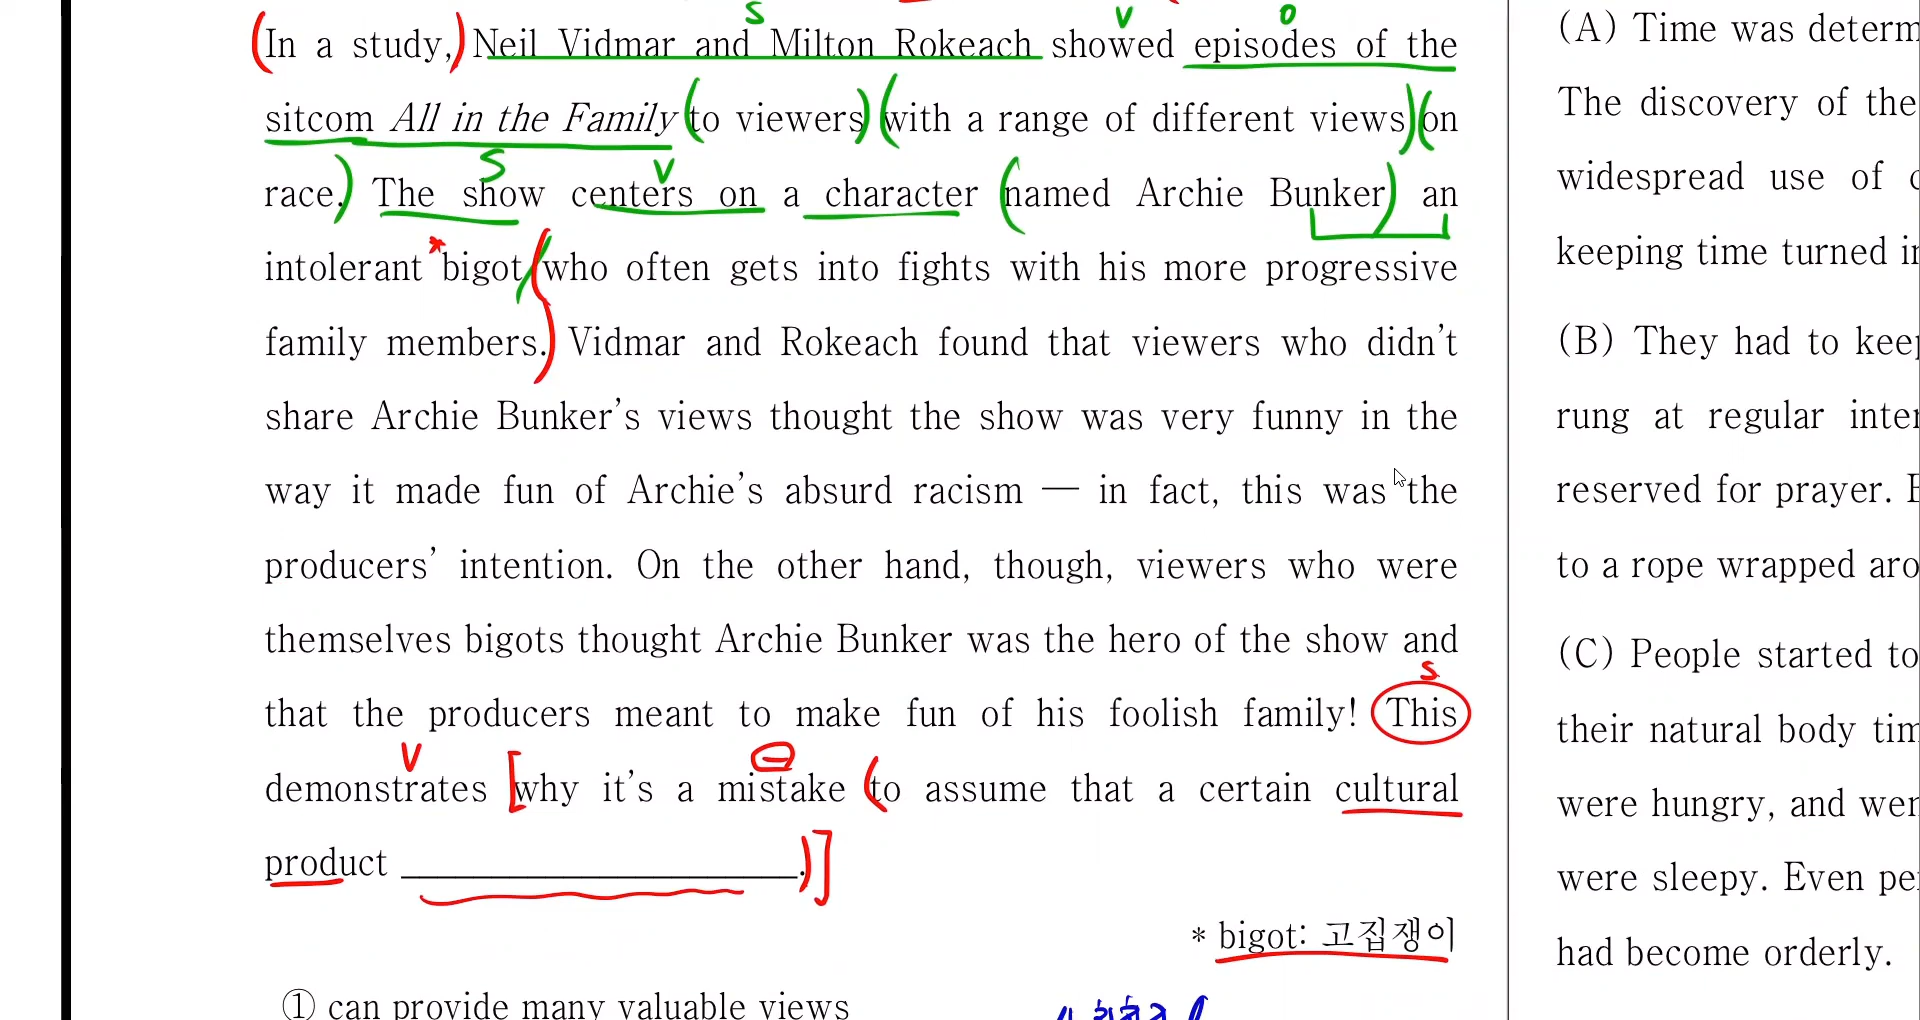 (In a study,) Neil Vidmar and Milton Rokeach showed episodes of the
sitcom All in the Family (to viewers) (with a range of different views) (on
race.) The show centers on a character (named Archie Bunker) an
intolerant *bigot (who often gets into fights with his more progressive
family members.) Vidmar and Rokeach found that viewers who didn't
share Archie Bunker's views thought the show was very funny in the
way it made fun of Archie's absurd racism — in fact, this was the
producers' intention. On the other hand, though, viewers who were
themselves bigots thought Archie Bunker was the hero of the show and
that the producers meant to make fun of his foolish family! This
demonstrates [why it's a mistake (to assume that a certain cultural
product ____________________.)]
* bigot: 고집쟁이
① can provide many valuable views
S
V
O
S
V
S
V
(A) Time was
The discovery of the
widespread use of
keeping time turned
(B) They had to
rung at regular
reserved for prayer.
to a rope wrapped
(C) People started to
their natural body
were hungry, and
were sleepy. Even
had become orderly.